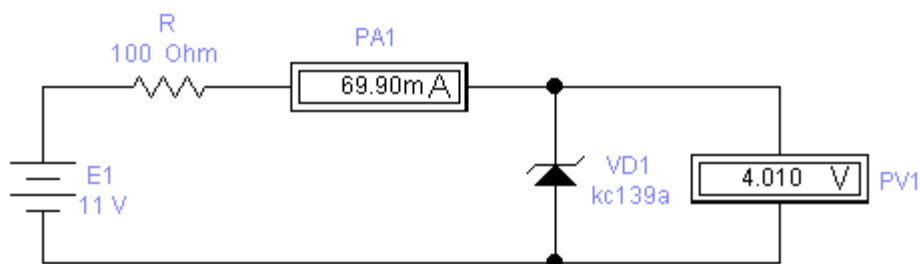 R
100 Ohm
PA1
69.90m A
E1
11 V
VD1
kc139a
4.010 V
PV1